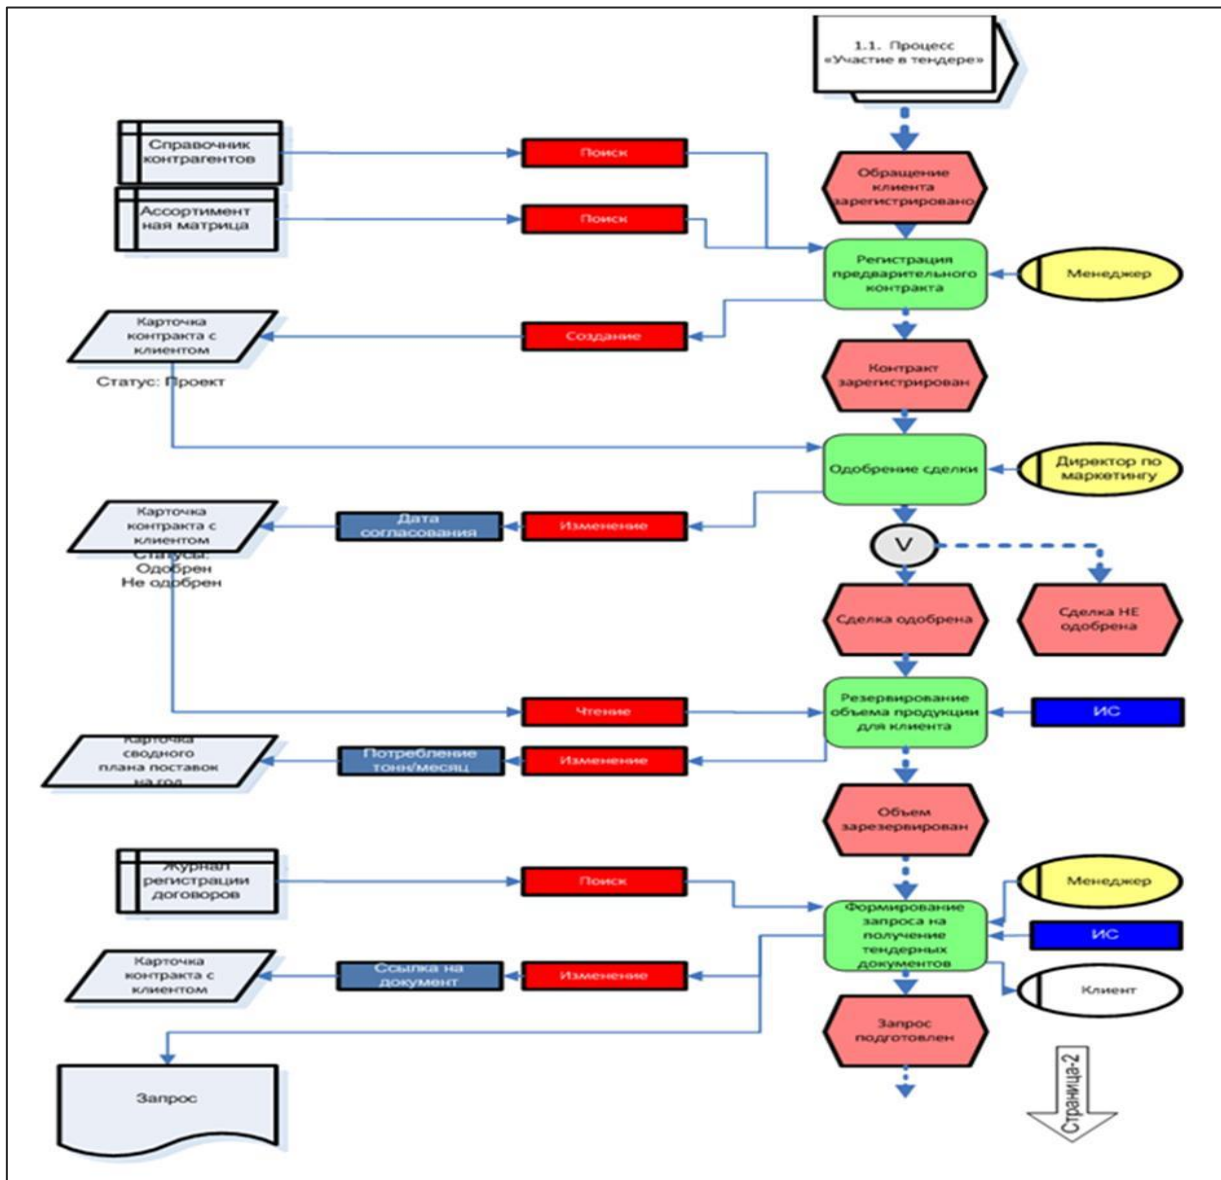 1.1. Процесс
«Участие в тендере»
Справочник
контрагентов
Поиск
Обращение
клиента
зарегистрировано
Ассортимент
ная матрица
Поиск
Регистрация
предварительного
контракта
Менеджер
Карточка
контракта с
клиентом
Создание
Статус: Проект
Контракт
зарегистрирован
Одобрение сделки
Директор по
маркетингу
Карточка
контракта с
клиентом
Дата
согласования
Изменение
Статусы:
Одобрен
Не одобрен
V
Сделка одобрена
Сделка НЕ
одобрена
Чтение
Резервирование
объема продукции
для клиента
ИС
Карточка
сводного
плана поставок
на год
Потребление
тонн/месяц
Изменение
Объем
зарезервирован
Журнал
регистрации
договоров
Поиск
Менеджер
Формирование
запроса на
получение
тендерных
документов
ИС
Карточка
контракта с
клиентом
Ссылка на
документ
Изменение
Клиент
Запрос
подготовлен
Запрос
Страница-2